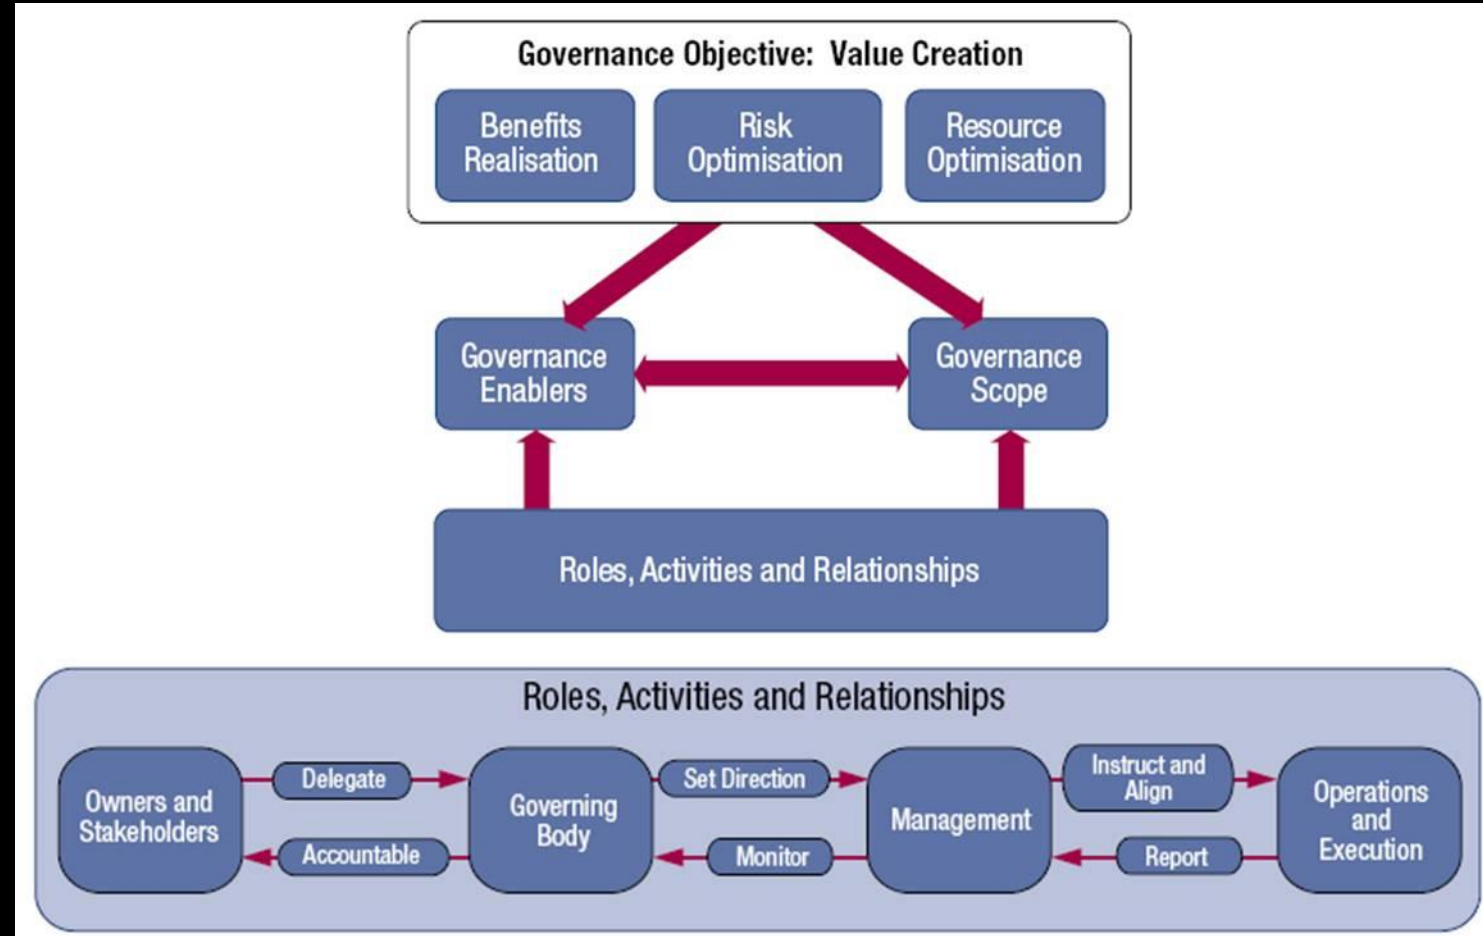 Governance Objective: Value Creation
Benefits
Realisation
Risk
Optimisation
Resource
Optimisation
Governance
Enablers
Governance
Scope
Roles, Activities and Relationships
Roles, Activities and Relationships
Owners and
Stakeholders
Delegate
Accountable
Governing
Body
Set Direction
Monitor
Management
Instruct and
Align
Report
Operations
and
Execution